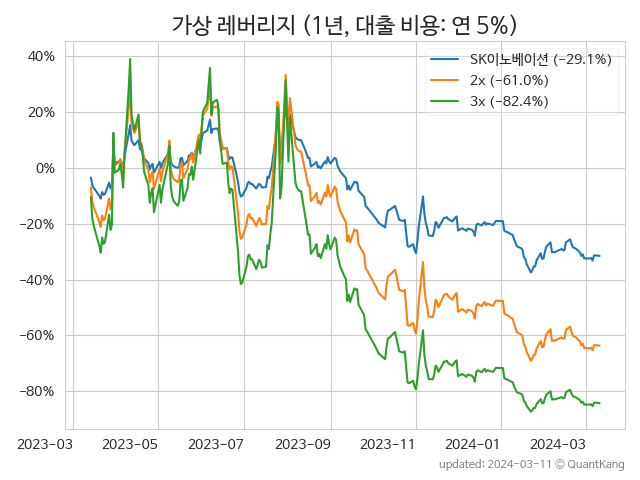 가상 레버리지 (1년, 대출 비용: 연 5%)
SK이노베이션 (−29.1%)
2x (−61.0%)
3x (−82.4%)
40%
20%
0%
−20%
−40%
−60%
−80%
2023-03 2023-05 2023-07 2023-09 2023-11 2024-01 2024-03
updated: 2024-03-11 © QuantKang